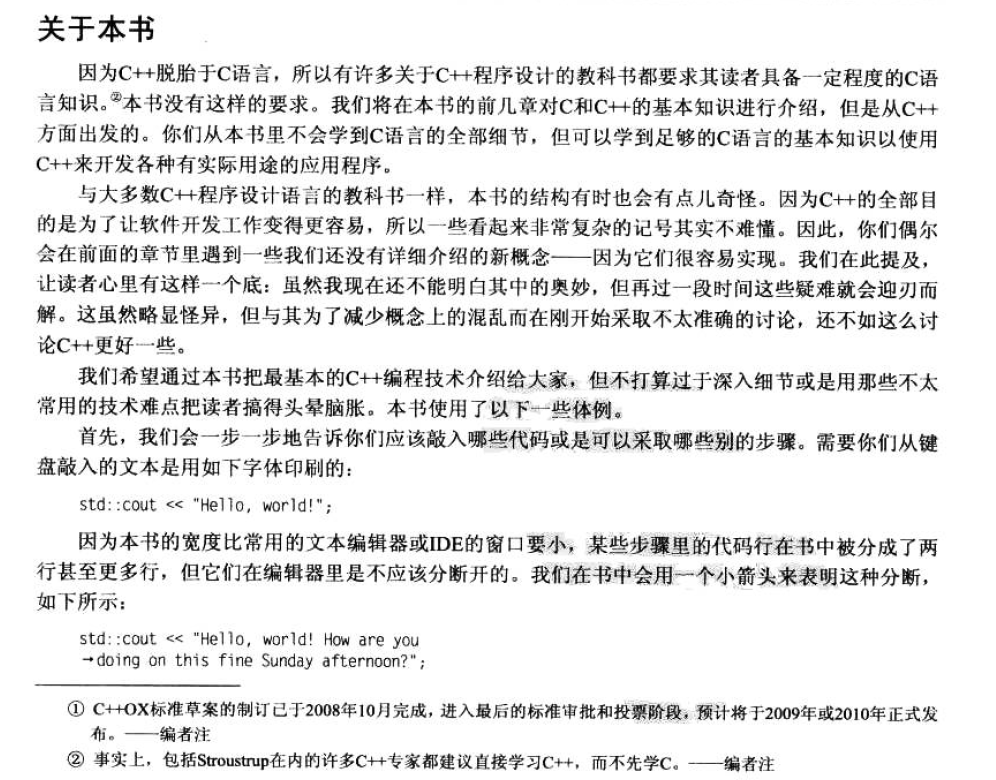 关于本书
因为C++脱胎于C语言，所以有许多关于C++程序设计的教科书都要求其读者具备一定程度的C语
言知识。②本书没有这样的要求。我们将在本书的前几章对C和C++的基本知识进行介绍，但是从C++
方面出发的。你们从本书里不会学到C语言的全部细节，但可以学到足够的C语言的基本知识以使用
C++来开发各种有实际用途的应用程序。
与大多数C++程序设计语言的教科书一样，本书的结构有时也会有点儿奇怪。因为C++的全部目
的是为了让软件开发工作变得更容易，所以一些看起来非常复杂的记号其实不难懂。因此，你们偶尔
会在前面的章节里遇到一些我们还没有详细介绍的新概念——因为它们很容易实现。我们在此提及，
让读者心里有这样一个底：虽然我现在还不能明白其中的奥妙，但再过一段时间这些疑难就会迎刃而
解。这虽然略显怪异，但与其为了减少概念上的混乱而在刚开始采取不太准确的讨论，还不如这么讨
论C++更好一些。
我们希望通过本书把最基本的C++编程技术介绍给大家，但不打算过于深入细节或是用那些不太
常用的技术难点把读者搞得头晕脑胀。本书使用了以下一些体例。
首先，我们会一步一步地告诉你们应该敲入哪些代码或是可以采取哪些别的步骤。需要你们从键
盘敲入的文本是用如下字体印刷的：
std::cout << "Hello, world!";
因为本书的宽度比常用的文本编辑器或IDE的窗口要小，某些步骤里的代码行在书中被分成了两
行甚至更多行，但它们在编辑器里是不应该分断开的。我们在书中会用一个小箭头来表明这种分断，
如下所示：
std::cout << "Hello, world! How are you
→doing on this fine Sunday afternoon?";
① C++OX标准草案的制订已于2008年10月完成，进入最后的标准审批和投票阶段，预计将于2009年或2010年正式发
布。——编者注
② 事实上，包括Stroustrup在内的许多C++专家都建议直接学习C++，而不先学C。——编者注